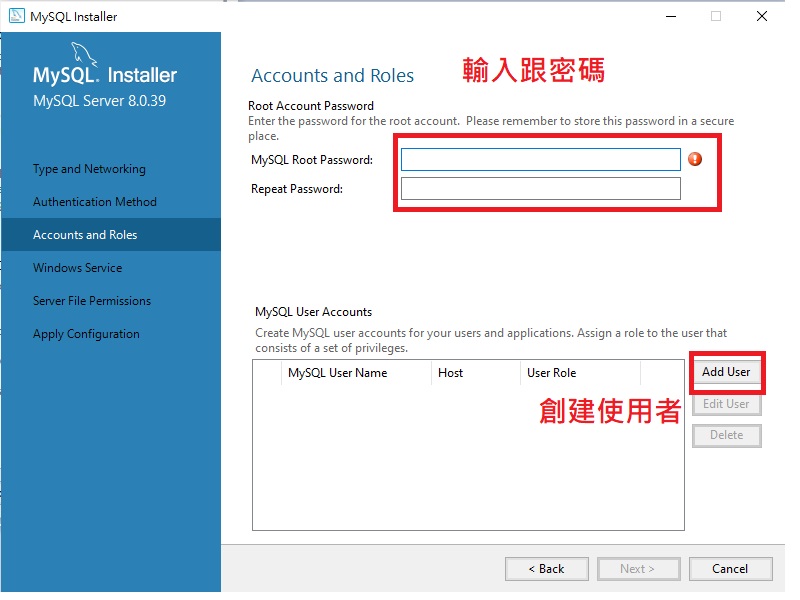 MySQL Installer
MySQL. Installer
MySQL Server 8.0.39
Type and Networking
Authentication Method
Accounts and Roles
Windows Service
Server File Permissions
Apply Configuration
Accounts and Roles
輸入跟密碼
Root Account Password
Enter the password for the root account. Please remember to store this password in a secure
place.
MySQL Root Password:
Repeat Password:
MySQL User Accounts
Create MySQL user accounts for your users and applications. Assign a role to the user that
consists of a set of privileges.
MySQL User Name Host User Role
Add User
創建使用者
Edit User
Delete
< Back Next > Cancel